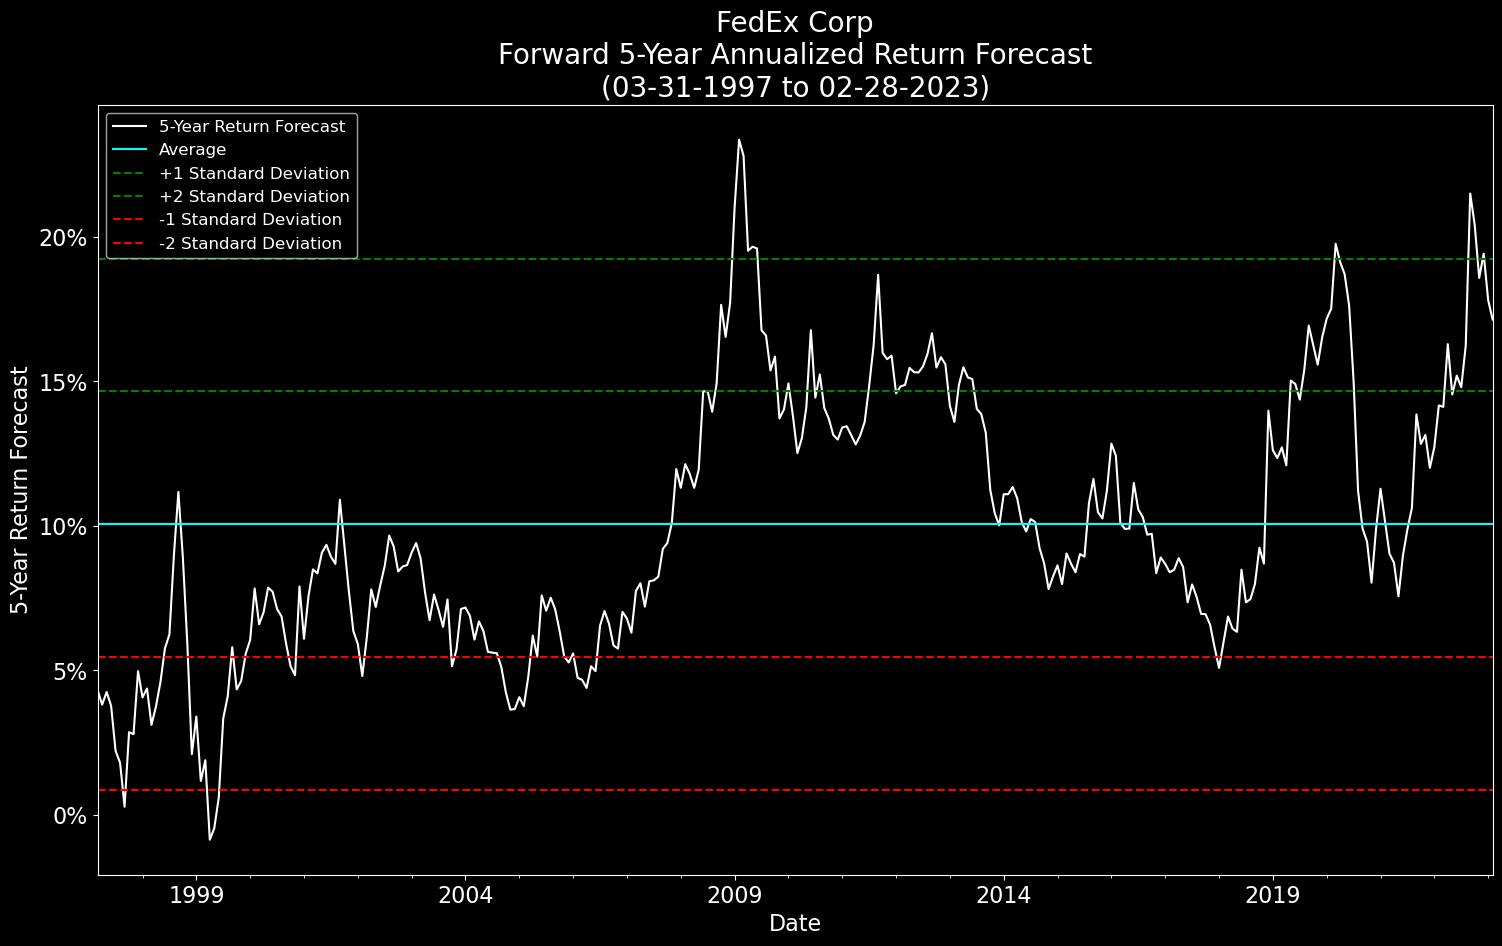 FedEx Corp
Forward 5-Year Annualized Return Forecast
(03-31-1997 to 02-28-2023)
5-Year Return Forecast
Average
+1 Standard Deviation
+2 Standard Deviation
-1 Standard Deviation
-2 Standard Deviation
5-Year Return Forecast
20%
15%
10%
5%
0%
1999
2004
2009
2014
2019
Date